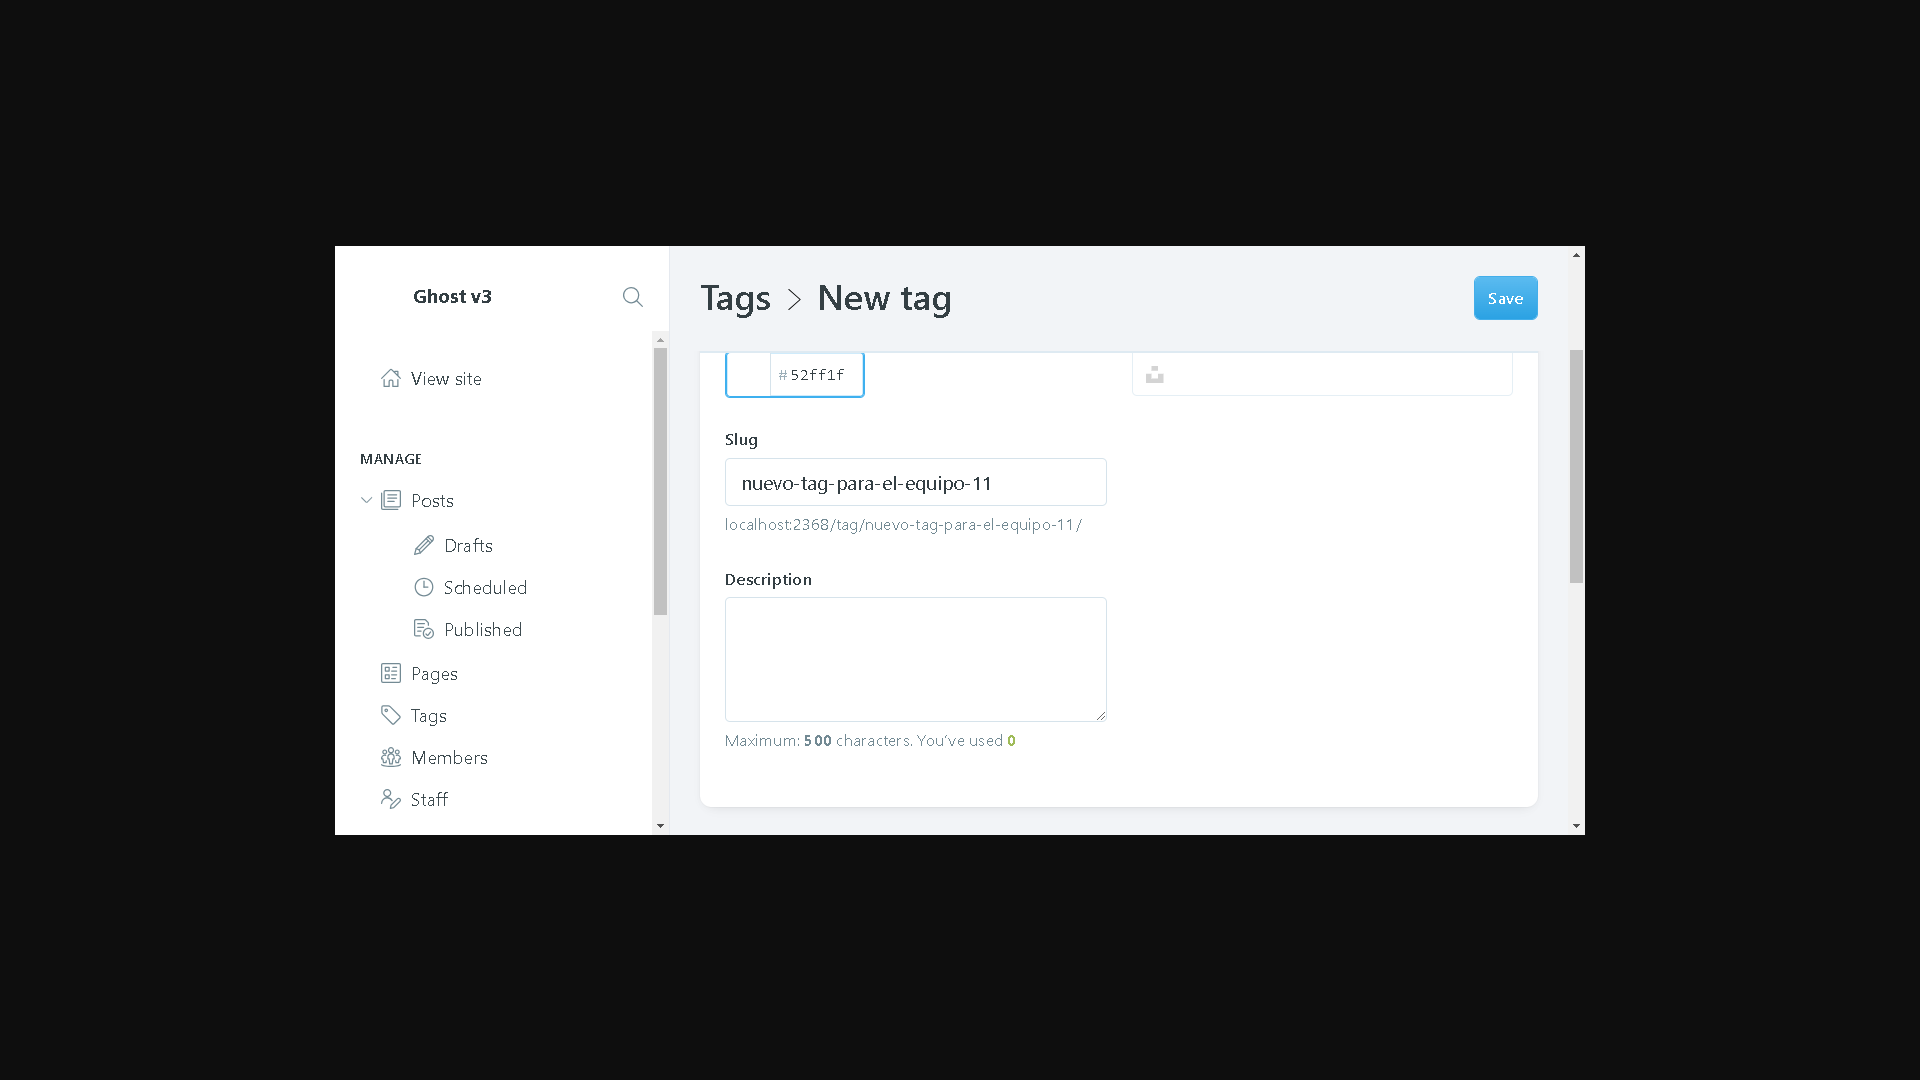 Ghost v3
View site
MANAGE
Posts
Drafts
Scheduled
Published
Pages
Tags
Members
Staff
Tags > New tag
Save
#52ff1f
Slug
nuevo-tag-para-el-equipo-11
localhost:2368/tag/nuevo-tag-para-el-equipo-11/
Description
Maximum: 500 characters. You’ve used 0